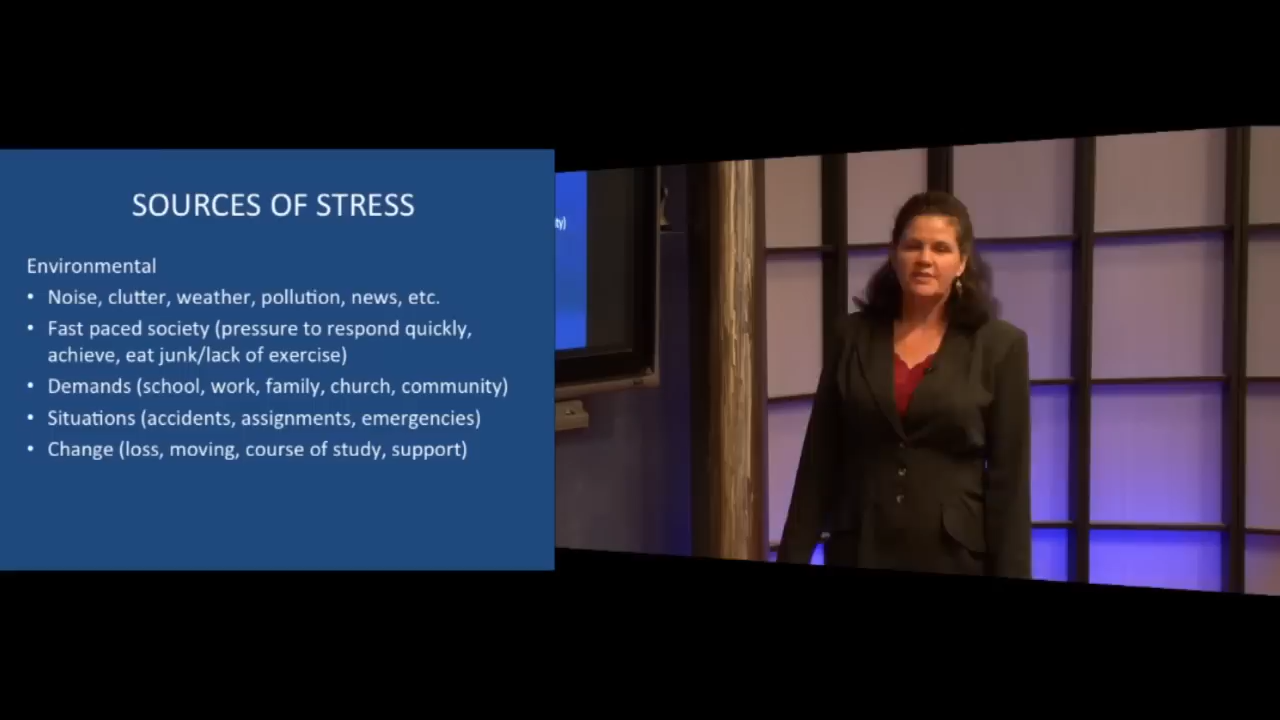 SOURCES OF STRESS
Environmental
• Noise, clutter, weather, pollution, news, etc.
• Fast paced society (pressure to respond quickly,
achieve, eat junk/lack of exercise)
• Demands (school, work, family, church, community)
• Situations (accidents, assignments, emergencies)
• Change (loss, moving, course of study, support)
ty)